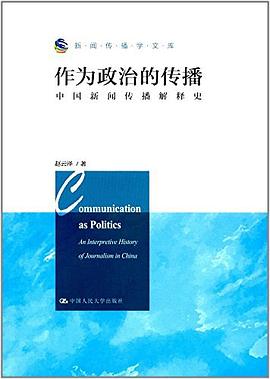 新·闻·传·播·学·文·库
作为政治的传播
中国新闻传播解释史
赵云泽/著
Communication
as Politics
An Interpretive History
of Journalism in China
中国人民大学出版社